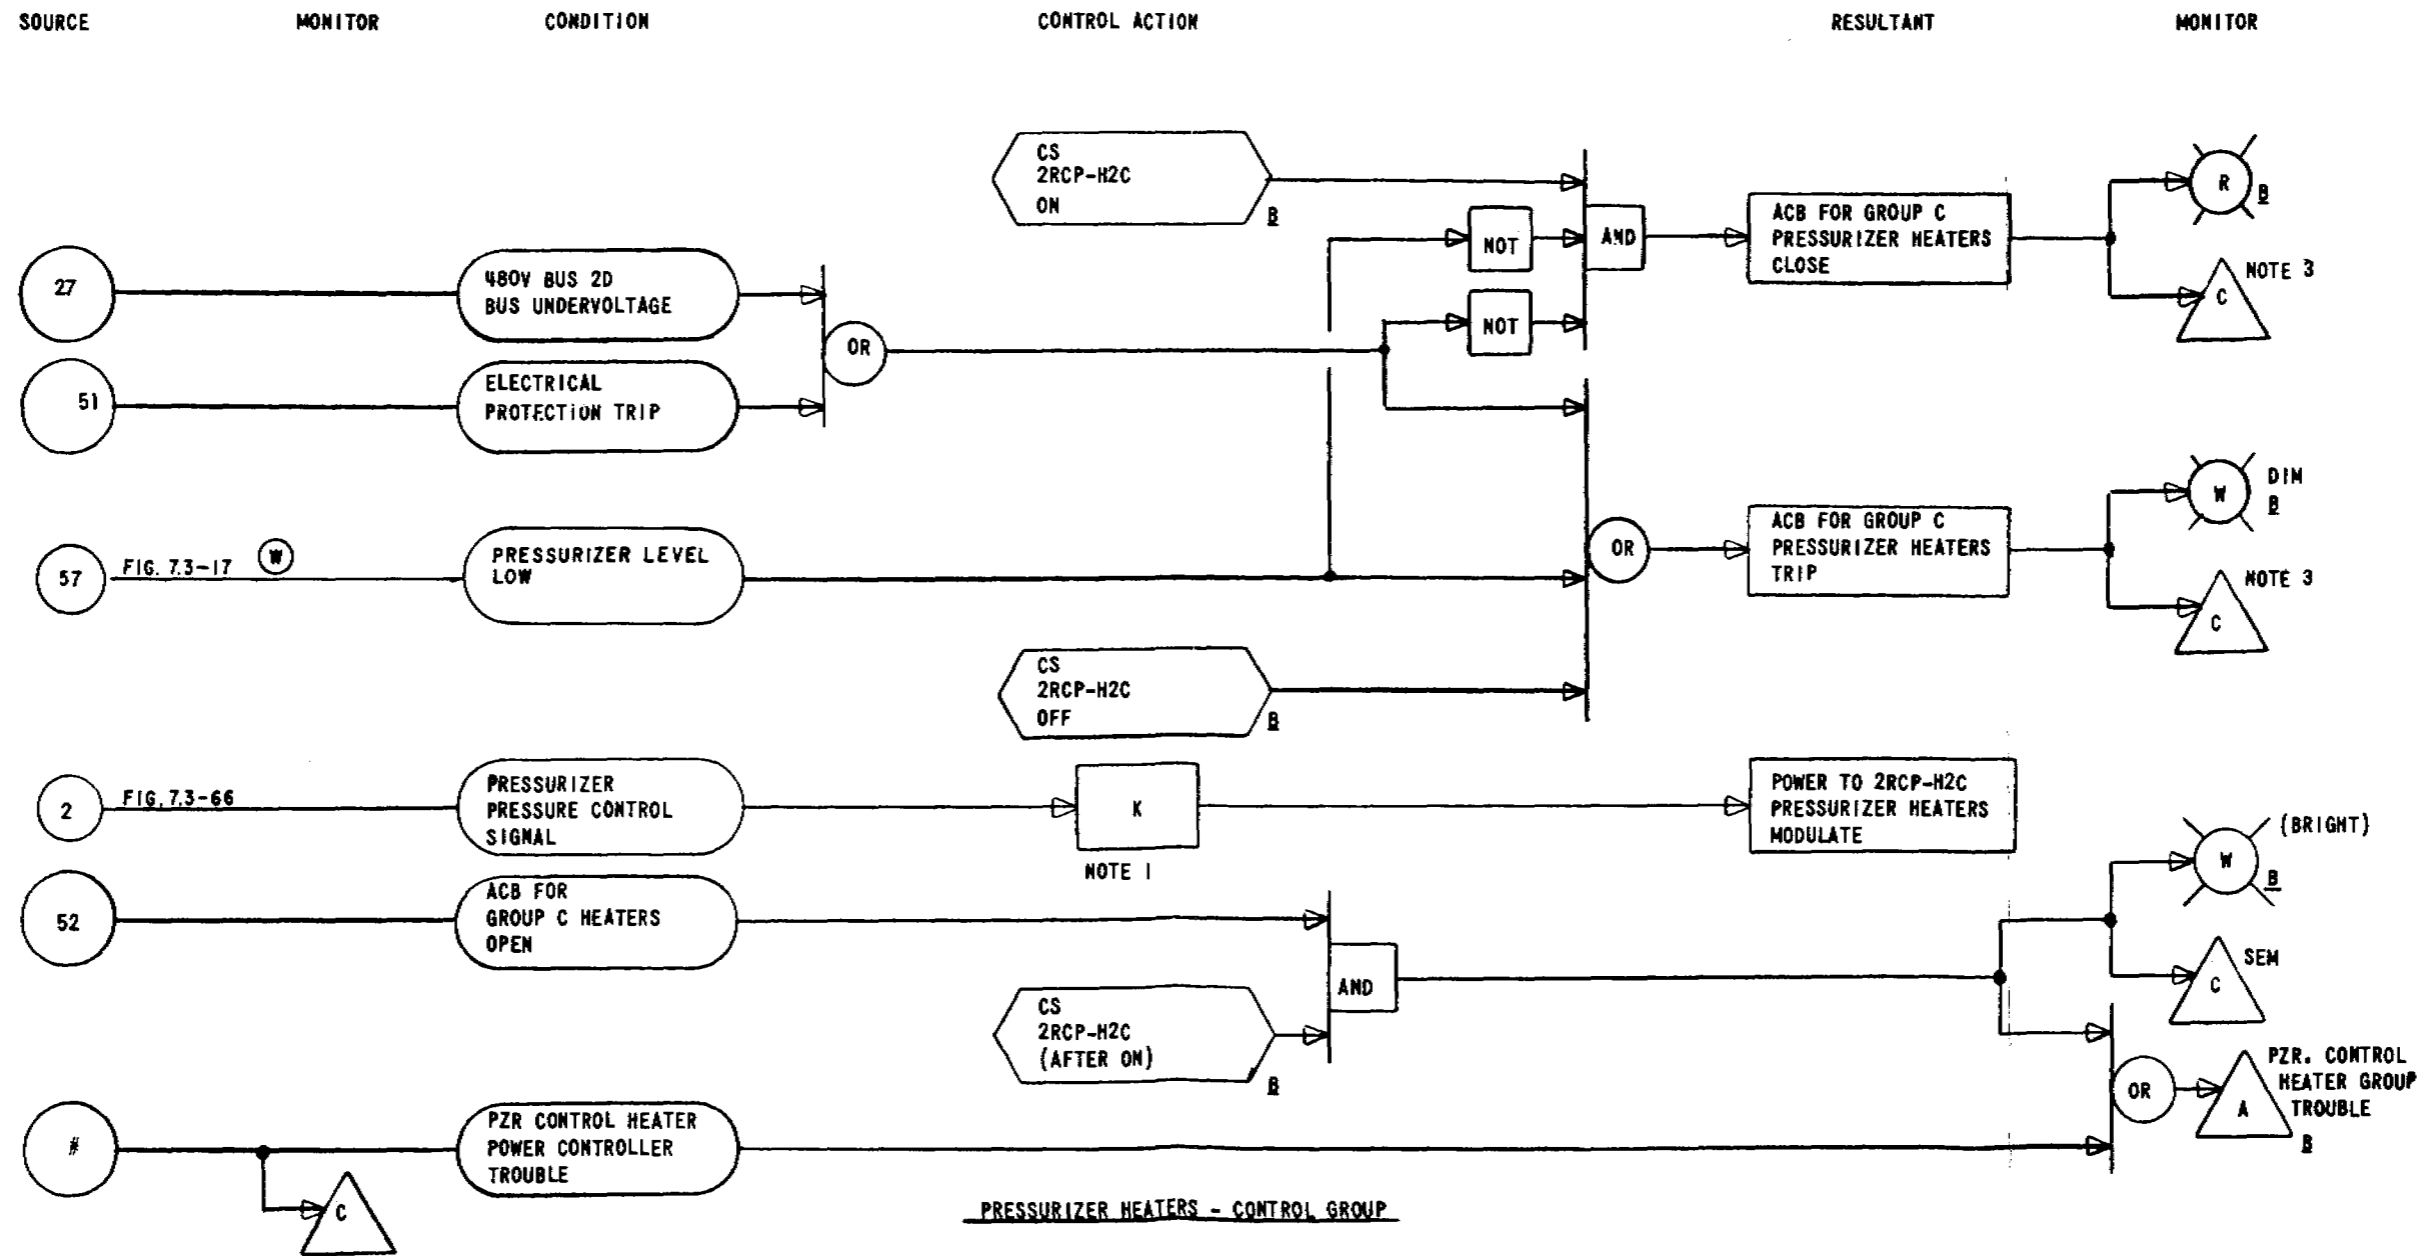 SOURCE MONITOR CONDITION CONTROL ACTION RESULTANT MONITOR
CS
2RCP-H2C
ON
B
NOT
AND
ACB FOR GROUP C
PRESSURIZER HEATERS
CLOSE
R
B
C
NOTE 3
27
480V BUS 2D
BUS UNDERVOLTAGE
OR
NOT
51
ELECTRICAL
PROTECTION TRIP
57
FIG. 7.3-17
W
PRESSURIZER LEVEL
LOW
OR
ACB FOR GROUP C
PRESSURIZER HEATERS
TRIP
W
DIM
B
C
NOTE 3
CS
2RCP-H2C
OFF
B
2
FIG. 7.3-66
PRESSURIZER
PRESSURE CONTROL
SIGNAL
K
NOTE 1
POWER TO 2RCP-H2C
PRESSURIZER HEATERS
MODULATE
W
(BRIGHT)
B
52
ACB FOR
GROUP C HEATERS
OPEN
AND
C
SEM
CS
2RCP-H2C
(AFTER ON)
B
#
C
PZR CONTROL HEATER
POWER CONTROLLER
TROUBLE
OR
A
PZR. CONTROL
HEATER GROUP
TROUBLE
B
PRESSURIZER HEATERS - CONTROL GROUP